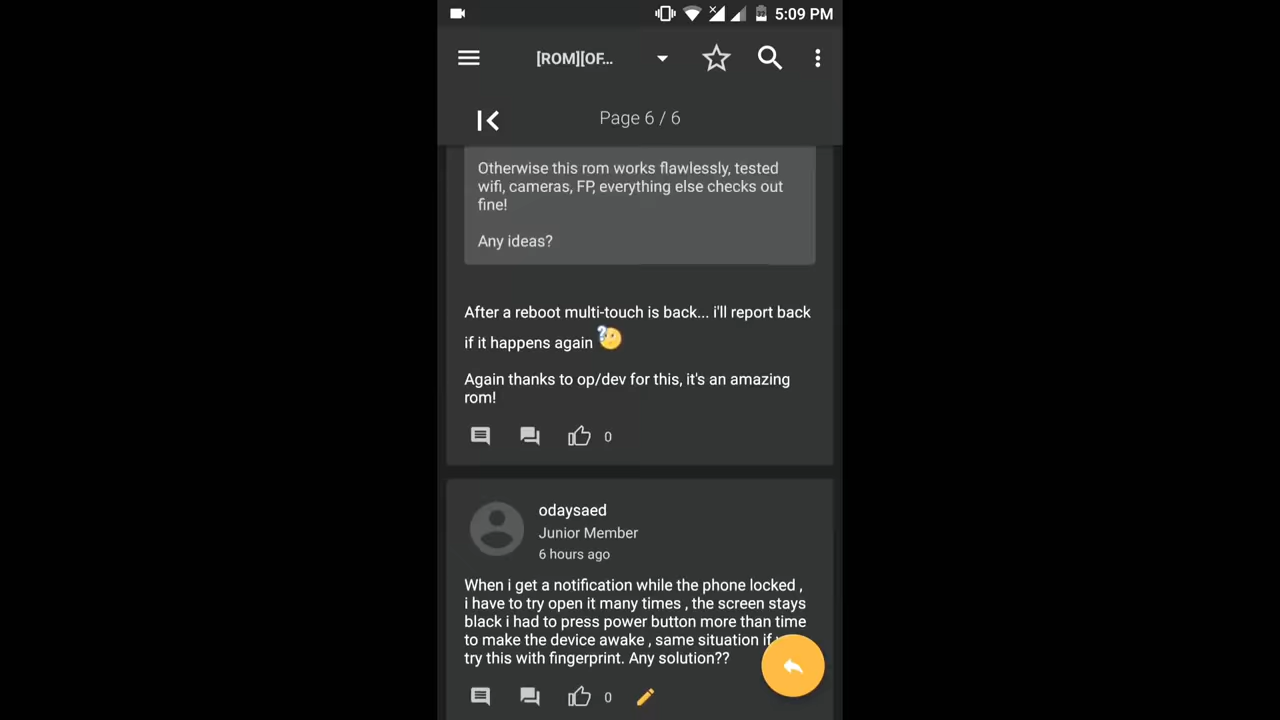 5:09 PM
[ROM][OF...
Page 6 / 6
Otherwise this rom works flawlessly, tested
wifi, cameras, FP, everything else checks out
fine!
Any ideas?
After a reboot multi-touch is back... i'll report back
if it happens again
Again thanks to op/dev for this, it's an amazing
rom!
0
odaysaed
Junior Member
6 hours ago
When i get a notification while the phone locked ,
i have to try open it many times , the screen stays
black i had to press power button more than time
to make the device awake , same situation if
try this with fingerprint. Any solution??
0